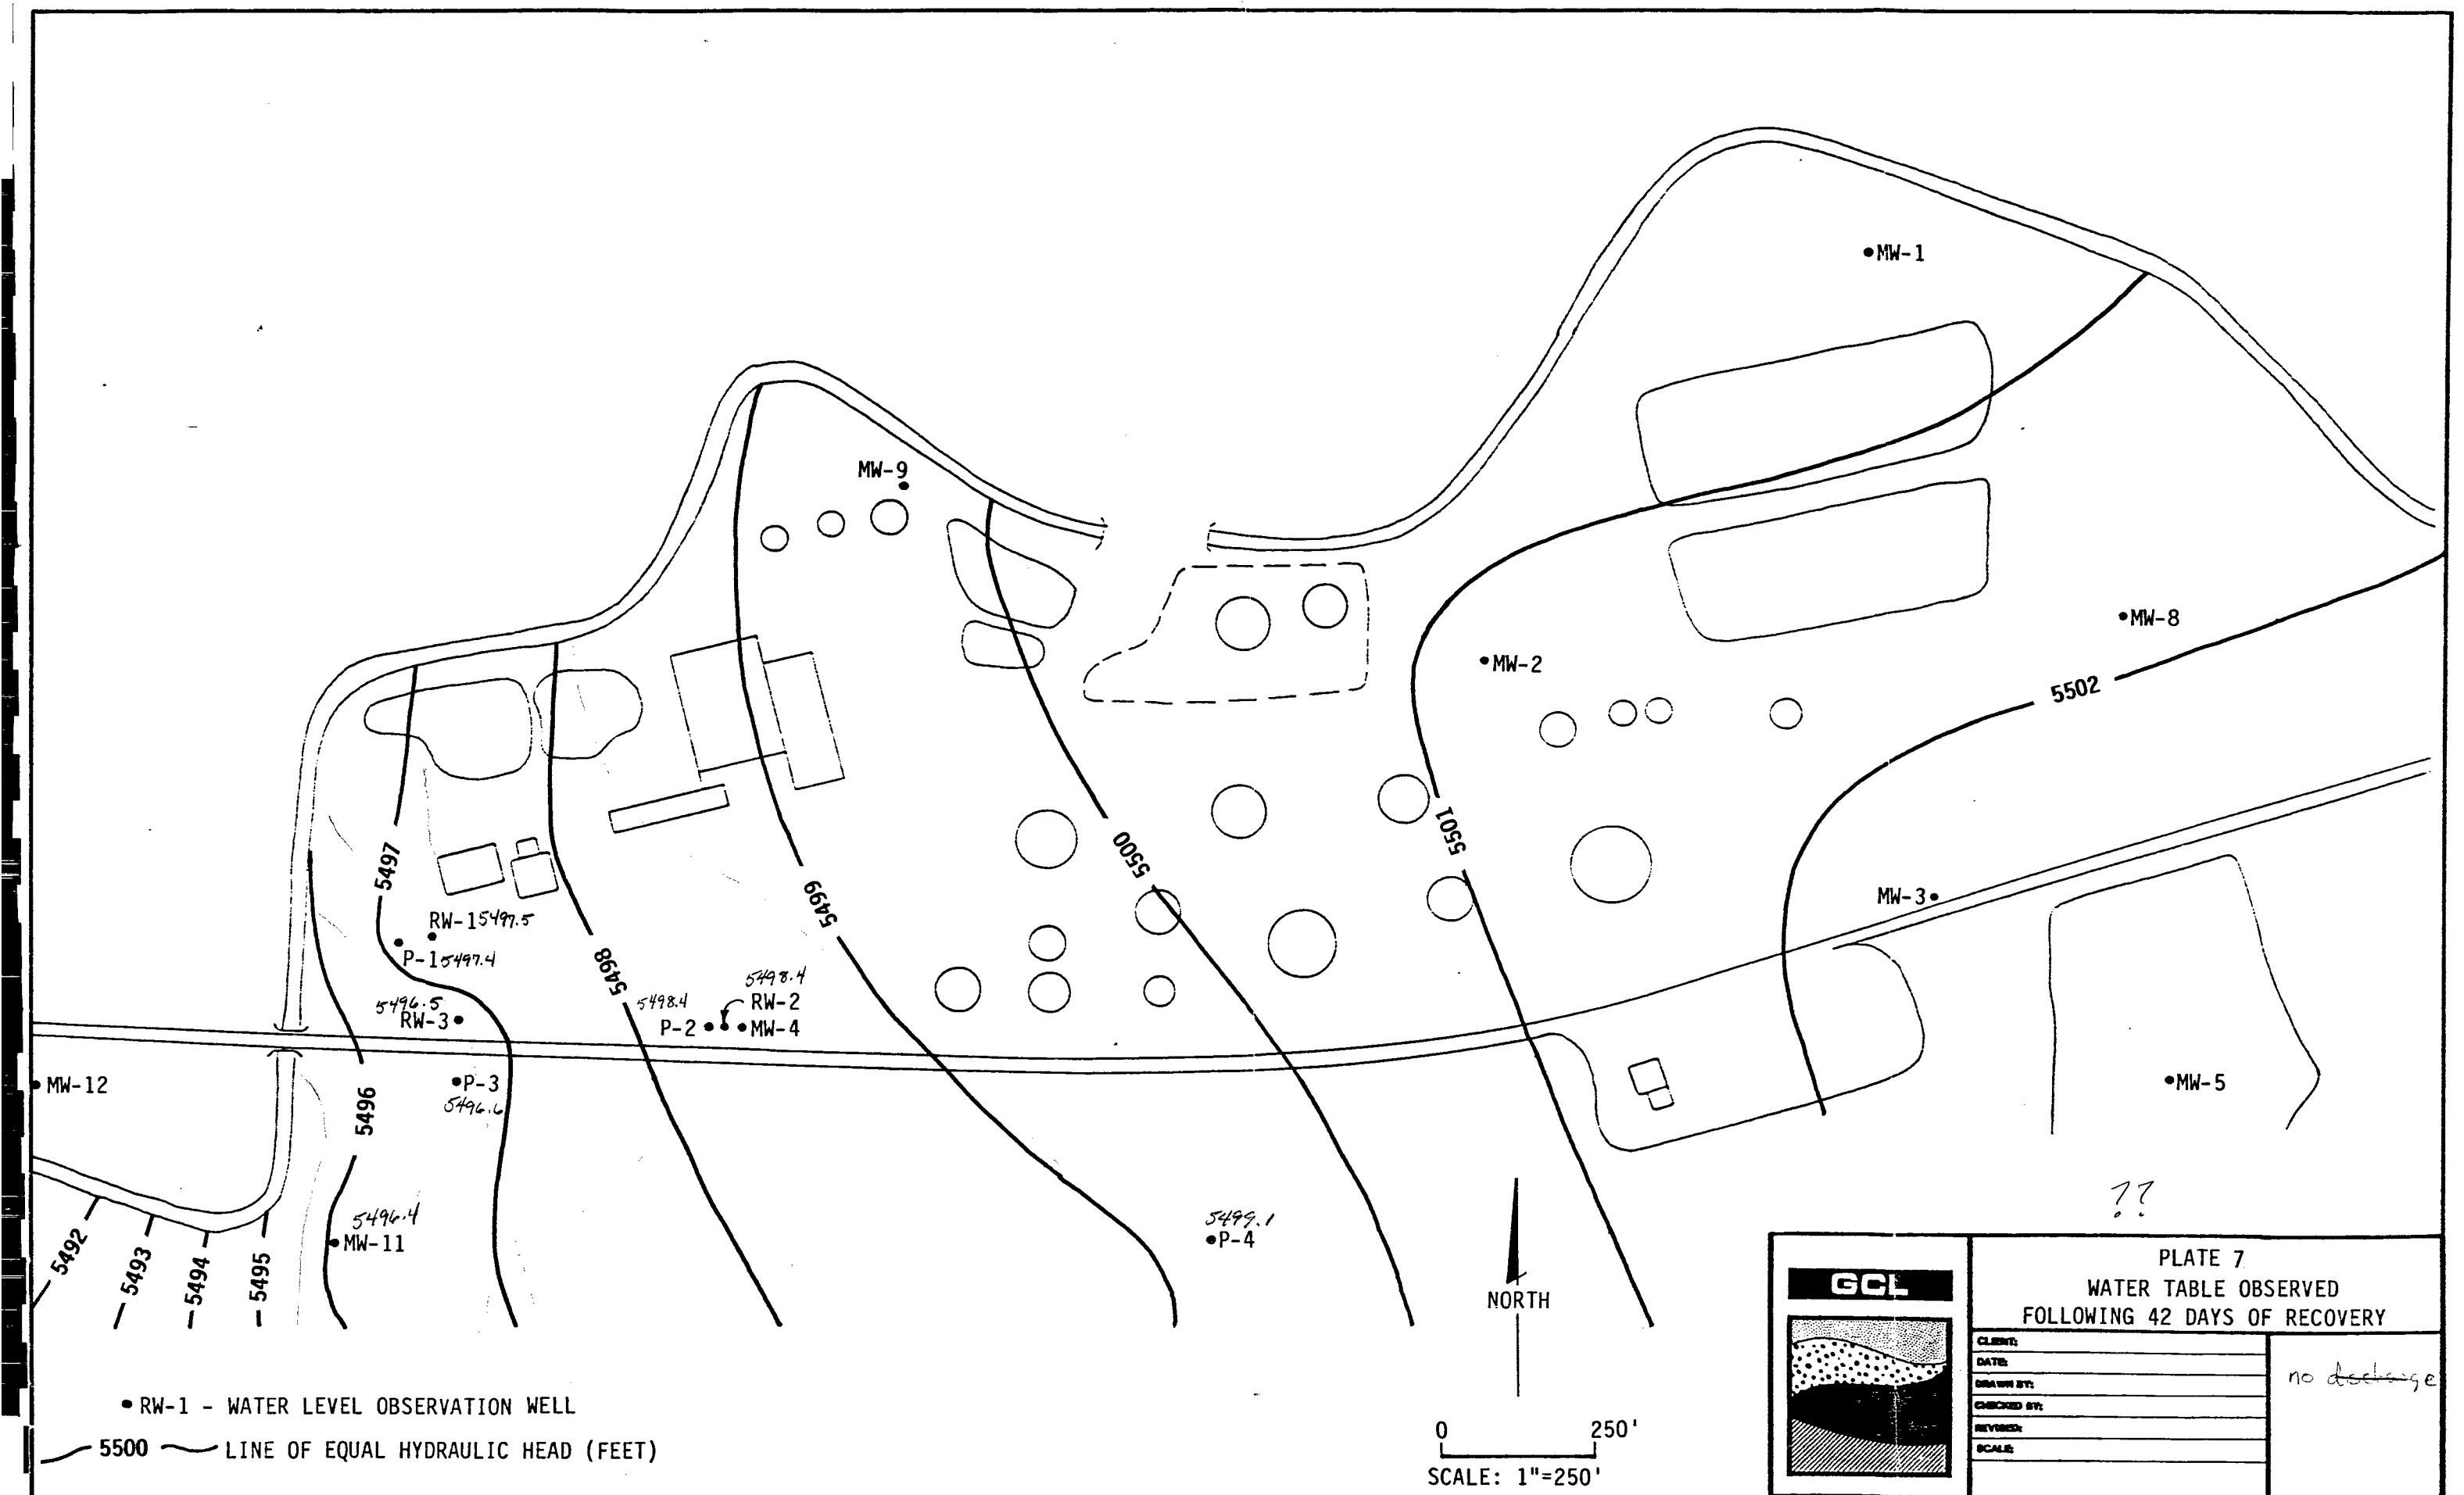 MW-1
MW-9
MW-8
MW-2
5502
5497
5499
5500
5501
MW-3
RW-1 5497.5
P-1 5497.4
5498
5498.4
5496.5
RW-3
5498.4
RW-2
P-2
MW-4
MW-12
P-3
5496.6
5496
MW-5
??
5496.4
MW-11
5499.1
P-4
5492
5493
5494
5495
NORTH
GCL
PLATE 7
WATER TABLE OBSERVED
FOLLOWING 42 DAYS OF RECOVERY
CLIENT:
DATE:
DRAWN BY:
CHECKED BY:
REVISED:
SCALE:
no
RW-1 - WATER LEVEL OBSERVATION WELL
5500 LINE OF EQUAL HYDRAULIC HEAD (FEET)
0 250'
SCALE: 1"=250'